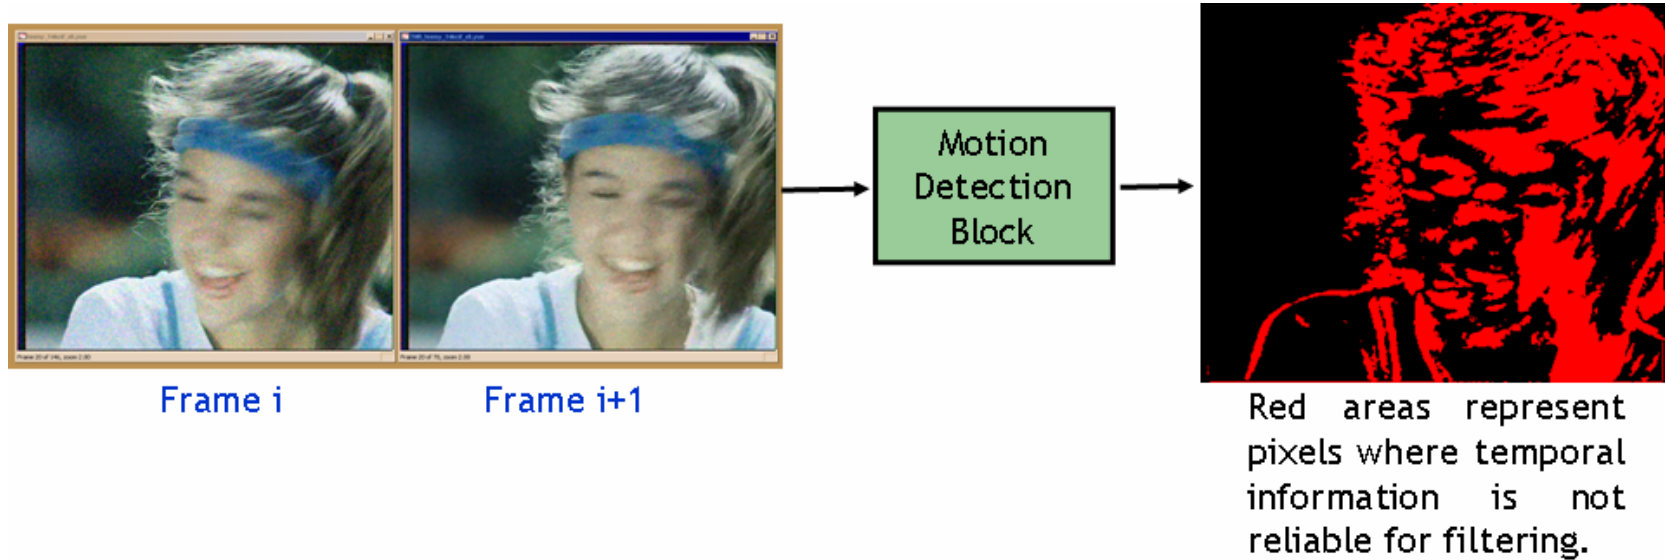 Frame i
Frame i+1
Motion
Detection
Block
Red areas represent
pixels where temporal
information is not
reliable for filtering.